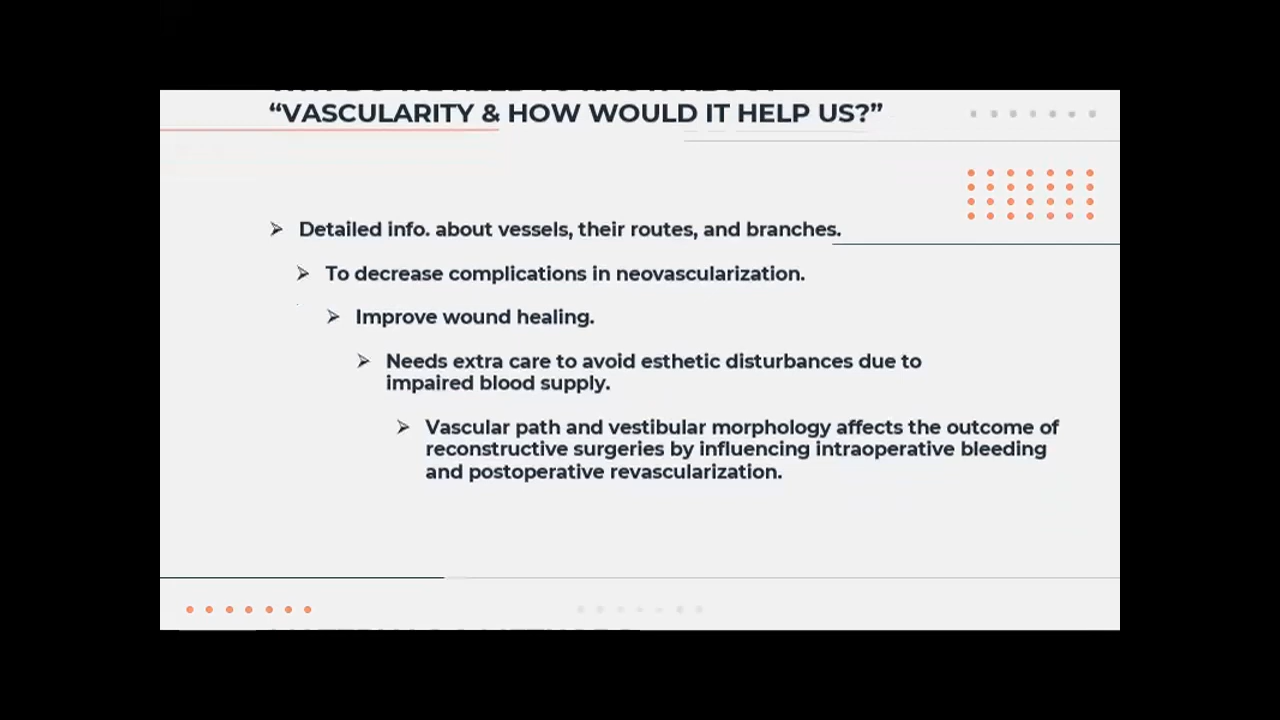 “VASCULARITY & HOW WOULD IT HELP US?”
➢ Detailed info. about vessels, their routes, and branches.
➢ To decrease complications in neovascularization.
➢ Improve wound healing.
➢ Needs extra care to avoid esthetic disturbances due to
impaired blood supply.
➢ Vascular path and vestibular morphology affects the outcome of
reconstructive surgeries by influencing intraoperative bleeding
and postoperative revascularization.